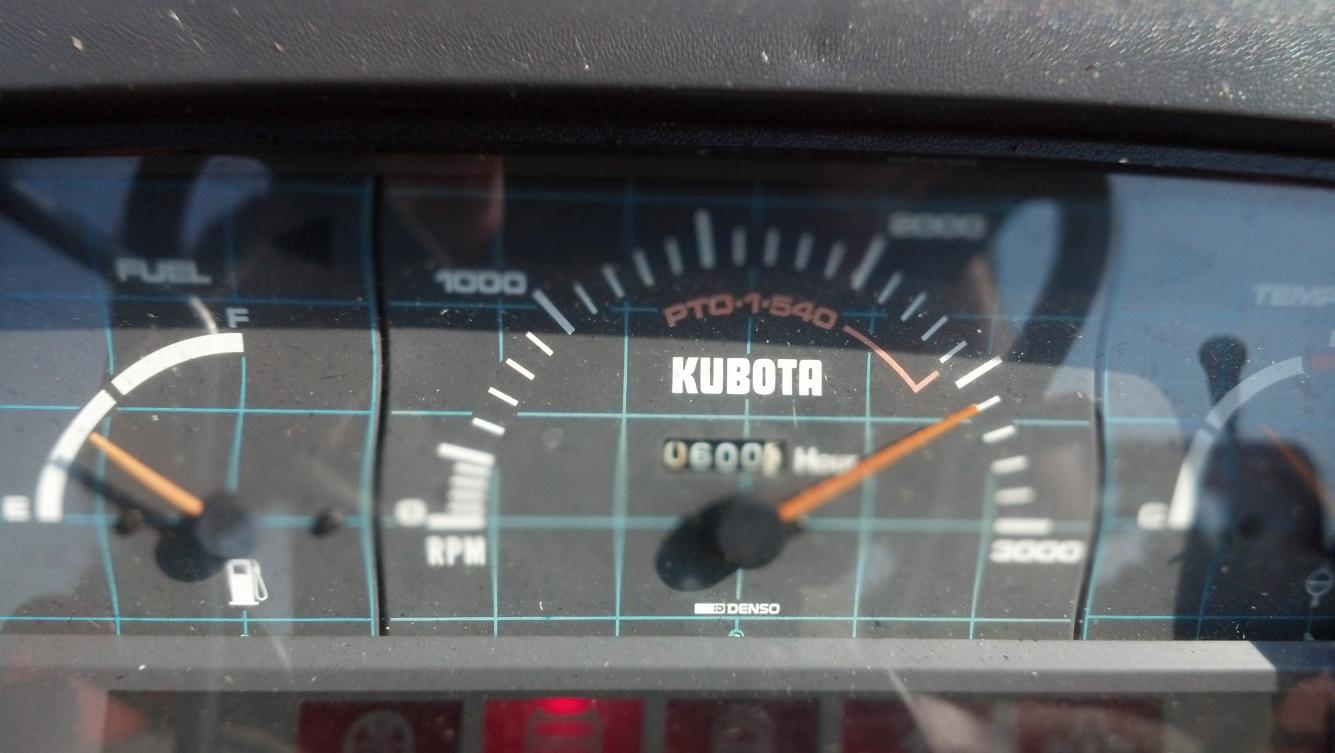 FUEL
F
E
1000
2000
PTO-1-540
KUBOTA
Hour
0
RPM
3000
DENSO
C